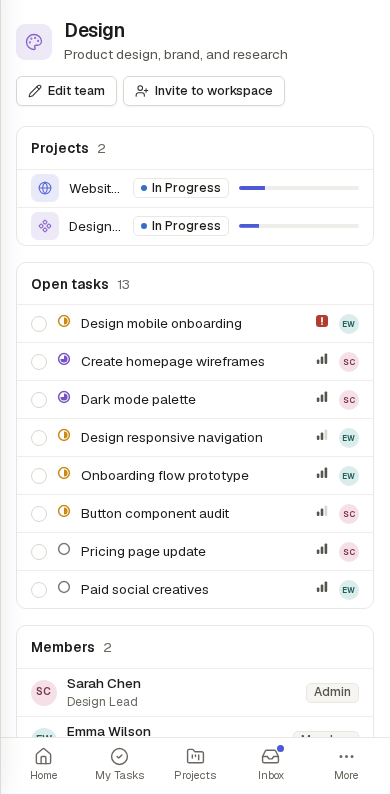 Design
Product design, brand, and research
Edit team
Invite to workspace
Projects 2
Websit... In Progress
Design... In Progress
Open tasks 13
Design mobile onboarding EW
Create homepage wireframes SC
Dark mode palette SC
Design responsive navigation EW
Onboarding flow prototype EW
Button component audit SC
Pricing page update SC
Paid social creatives EW
Members 2
SC Sarah Chen Admin
Design Lead
EW Emma Wilson
Home My Tasks Projects Inbox More